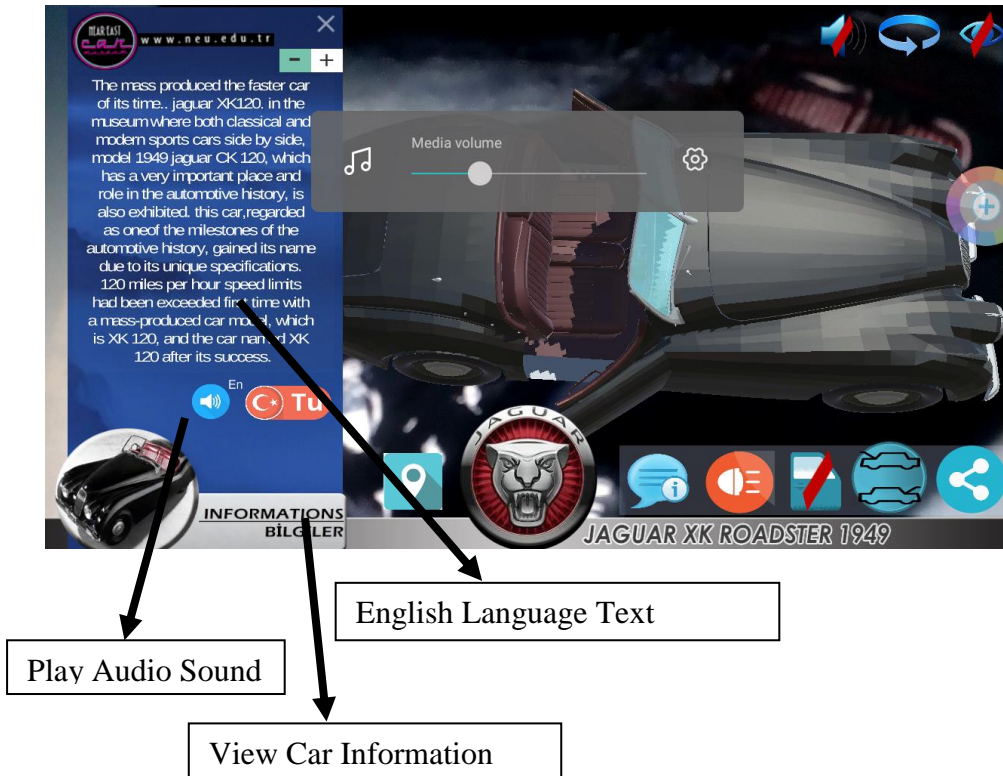 NEAR EAST
car
www.neu.edu.tr
- +
The mass produced the faster car
of its time.. jaguar XK120. in the
museum where both classical and
modern sports cars side by side,
model 1949 jaguar CK 120, which
has a very important place and
role in the automotive history, is
also exhibited. this car,regarded
as oneof the milestones of the
automotive history, gained its name
due to its unique specifications.
120 miles per hour speed limits
had been exceeded first time with
a mass-produced car model, which
is XK 120, and the car named XK
120 after its success.
En
Tu
INFORMATIONS
BİLGİLER
Media volume
JAGUAR
JAGUAR XK ROADSTER 1949
English Language Text
Play Audio Sound
View Car Information